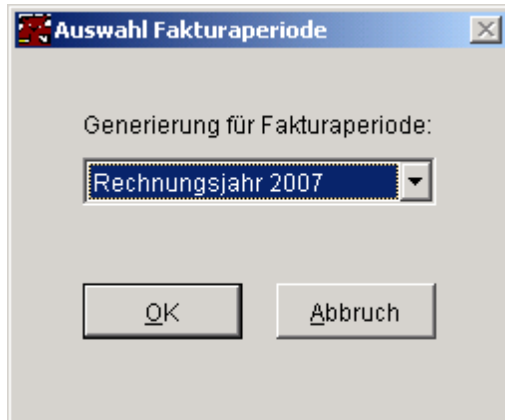 Auswahl Fakturaperiode
Generierung für Fakturaperiode:
Rechnungsjahr 2007
OK
Abbruch